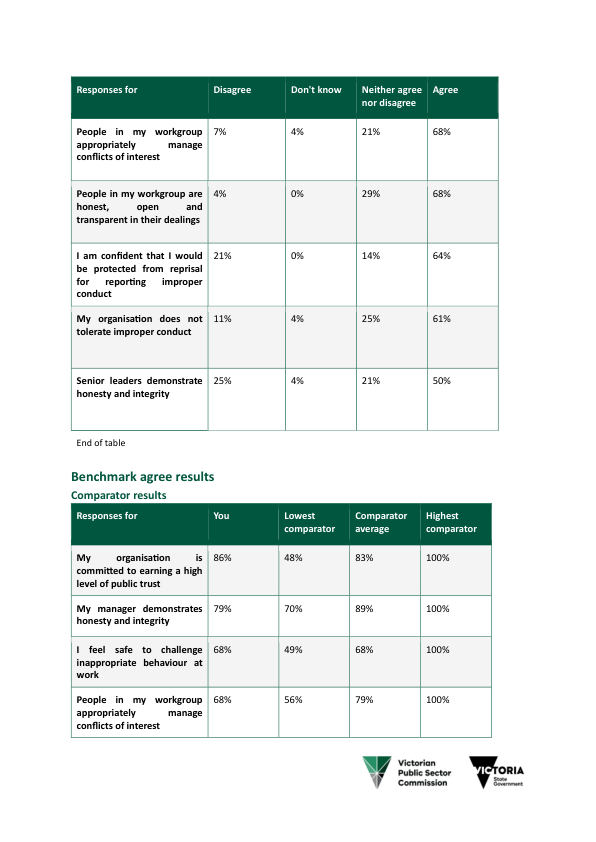 Responses for Disagree Don't know Neither agree Agree
nor disagree
People in my workgroup 7% 4% 21% 68%
appropriately manage
conflicts of interest
People in my workgroup are 4% 0% 29% 68%
honest, open and
transparent in their dealings
I am confident that I would 21% 0% 14% 64%
be protected from reprisal
for reporting improper
conduct
My organisation does not 11% 4% 25% 61%
tolerate improper conduct
Senior leaders demonstrate 25% 4% 21% 50%
honesty and integrity
End of table
Benchmark agree results
Comparator results
Responses for You Lowest Comparator Highest
comparator average comparator
My organisation is 86% 48% 83% 100%
committed to earning a high
level of public trust
My manager demonstrates 79% 70% 89% 100%
honesty and integrity
I feel safe to challenge 68% 49% 68% 100%
inappropriate behaviour at
work
People in my workgroup 68% 56% 79% 100%
appropriately manage
conflicts of interest
Victorian
Public Sector
Commission
VICTORIA
State
Government